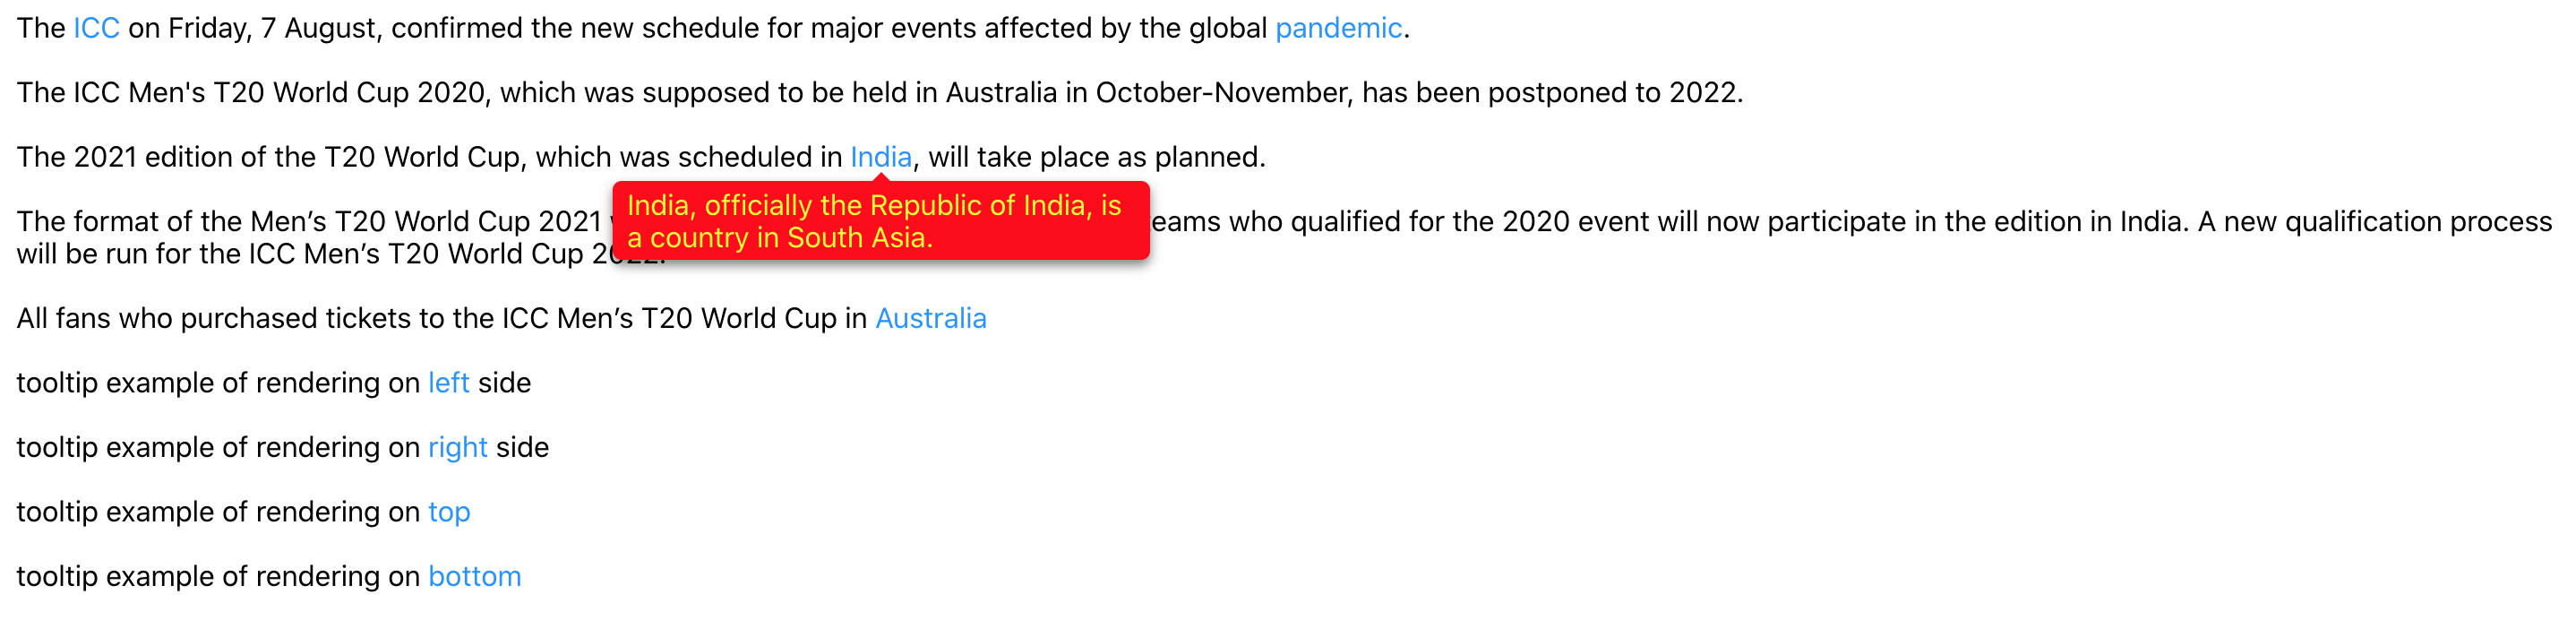 The ICC on Friday, 7 August, confirmed the new schedule for major events affected by the global pandemic.
The ICC Men's T20 World Cup 2020, which was supposed to be held in Australia in October-November, has been postponed to 2022.
The 2021 edition of the T20 World Cup, which was scheduled in India, will take place as planned.
India, officially the Republic of India, is
a country in South Asia.
The format of the Men’s T20 World Cup 2021 who qualified for the 2020 event will now participate in the edition in India. A new qualification process
will be run for the ICC Men’s T20 World Cup
All fans who purchased tickets to the ICC Men’s T20 World Cup in Australia
tooltip example of rendering on left side
tooltip example of rendering on right side
tooltip example of rendering on top
tooltip example of rendering on bottom